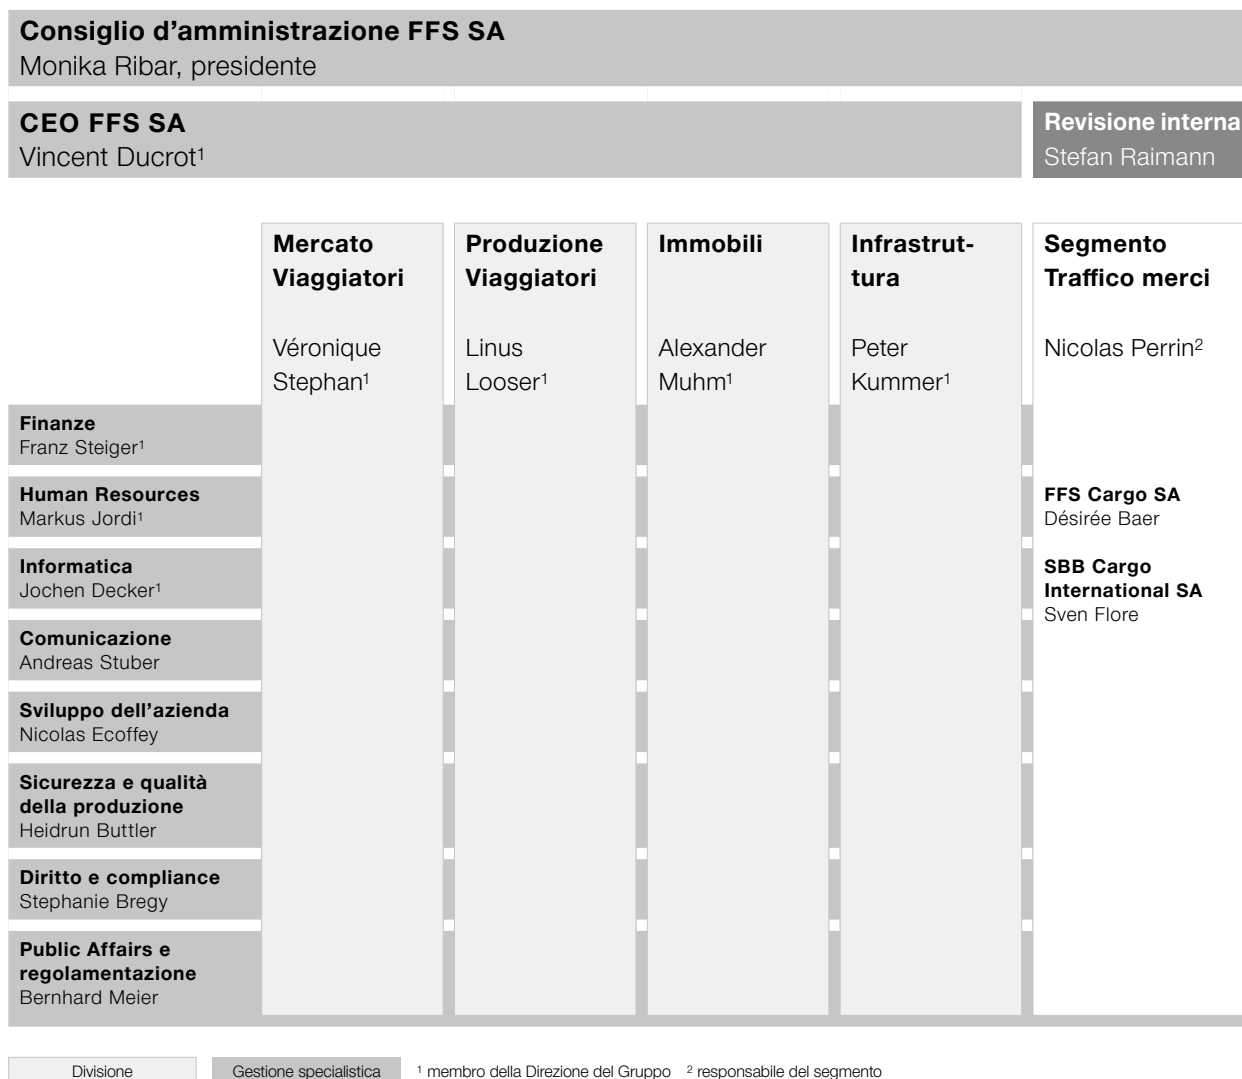 Consiglio d’amministrazione FFS SA
Monika Ribar, presidente
CEO FFS SA
Vincent Ducrot¹
Revisione interna
Stefan Raimann
Mercato
Viaggiatori
Véronique
Stephan¹
Produzione
Viaggiatori
Linus
Looser¹
Immobili
Alexander
Muhm¹
Infrastrut-
tura
Peter
Kummer¹
Segmento
Traffico merci
Nicolas Perrin²
Finanze
Franz Steiger¹
Human Resources
Markus Jordi¹
Informatica
Jochen Decker¹
Comunicazione
Andreas Stuber
Sviluppo dell’azienda
Nicolas Ecoffey
Sicurezza e qualità
della produzione
Heidrun Buttler
Diritto e compliance
Stephanie Bregy
Public Affairs e
regolamentazione
Bernhard Meier
FFS Cargo SA
Désirée Baer
SBB Cargo
International SA
Sven Flore
Divisione
Gestione specialistica
¹ membro della Direzione del Gruppo ² responsabile del segmento